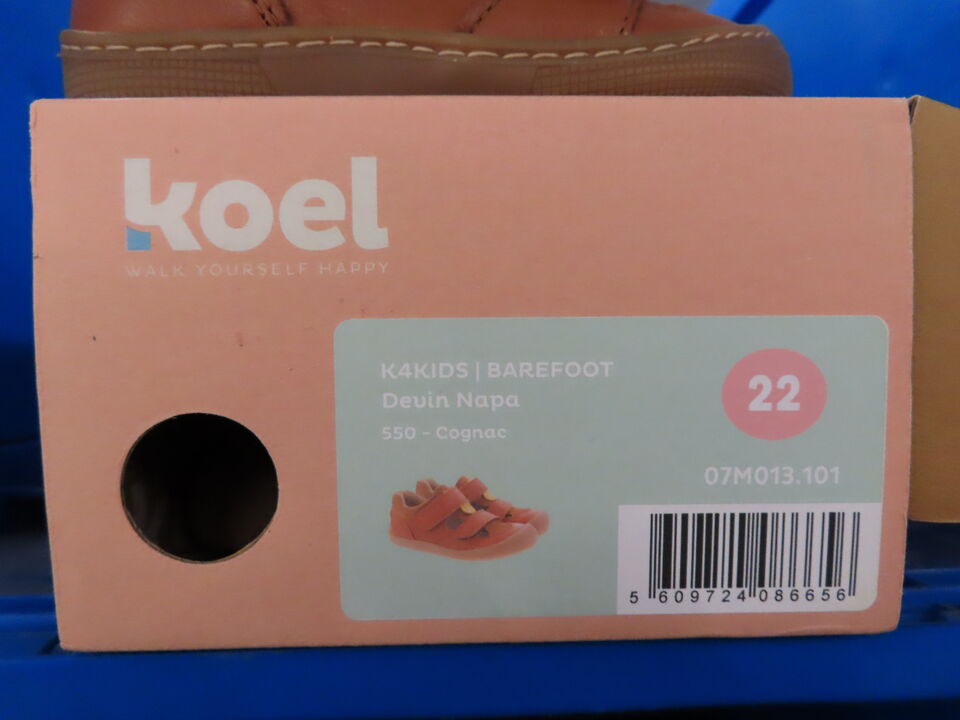 koel
WALK YOURSELF HAPPY
K4KIDS | BAREFOOT
Devin Napa
550 - Cognac
22
07M013.101
5 609724 086656